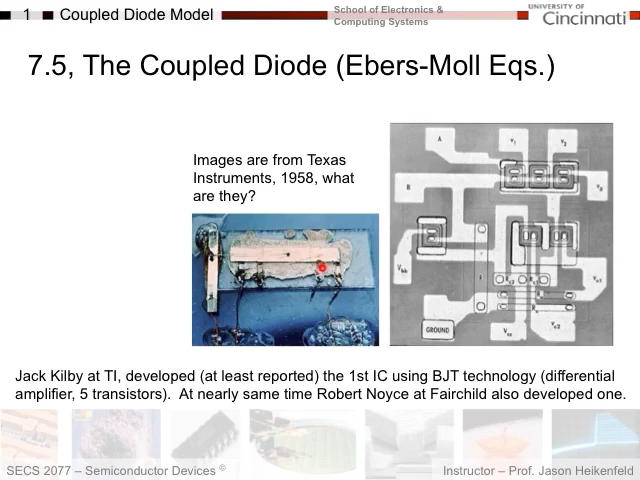 1
Coupled Diode Model
School of Electronics &
Computing Systems
UNIVERSITY OF
Cincinnati
7.5, The Coupled Diode (Ebers-Moll Eqs.)
Images are from Texas
Instruments, 1958, what
are they?
A
B
GROUND
Jack Kilby at TI, developed (at least reported) the 1st IC using BJT technology (differential
amplifier, 5 transistors).  At nearly same time Robert Noyce at Fairchild also developed one.
SECS 2077 – Semiconductor Devices ©
Instructor – Prof. Jason Heikenfeld